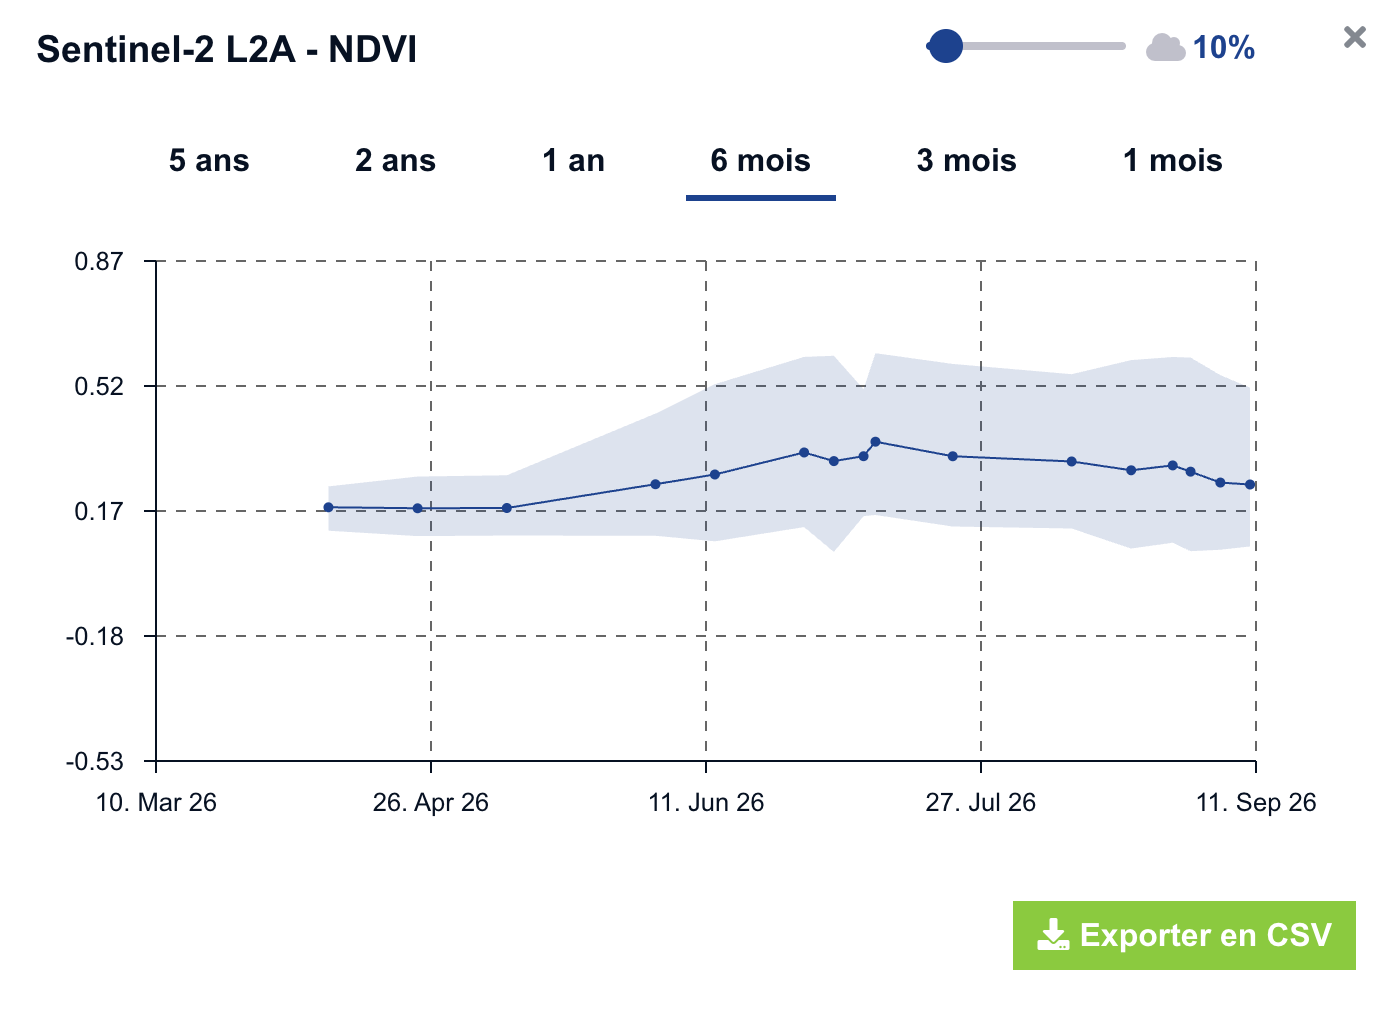 Sentinel-2 L2A - NDVI
10%
5 ans 2 ans 1 an 6 mois 3 mois 1 mois
0.87
0.52
0.17
-0.18
-0.53
10. Mar 26 26. Apr 26 11. Jun 26 27. Jul 26 11. Sep 26
Exporter en CSV